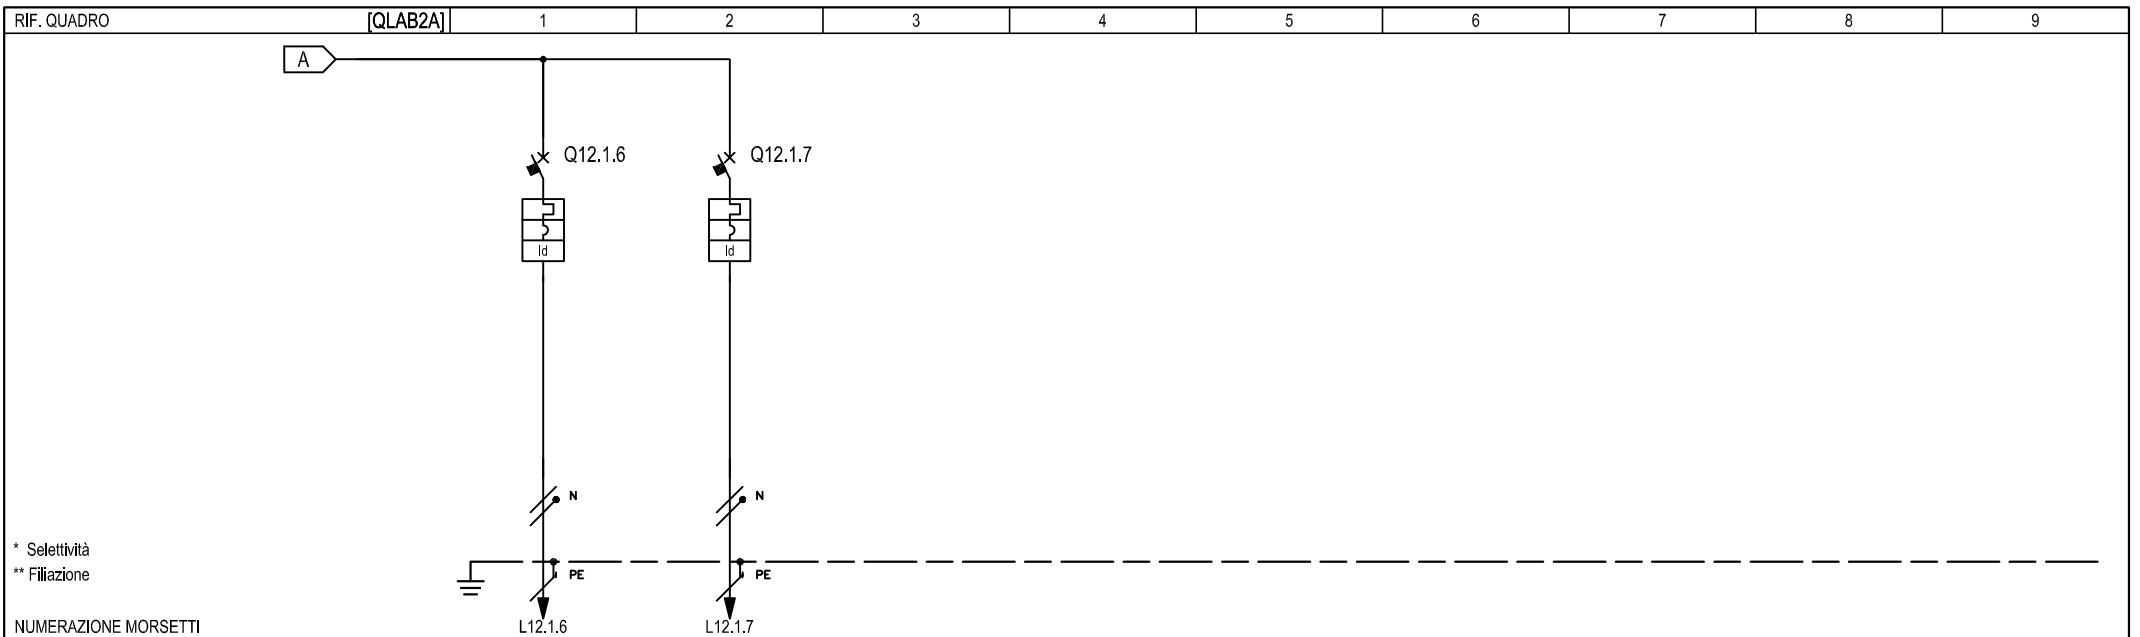 RIF. QUADRO [QLAB2A] 1 2 3 4 5 6 7 8 9
A
Q12.1.6 Q12.1.7
Id Id
N N
* Selettività
** Filiazione
PE PE
NUMERAZIONE MORSETTI L12.1.6 L12.1.7